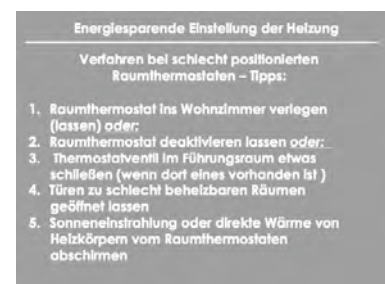 Energiesparende Einstellung der Heizung
Verfahren bei schlecht positionierten
Raumthermostaten – Tipps:
1. Raumthermostat ins Wohnzimmer verlegen
(lassen) oder:
2. Raumthermostat deaktivieren lassen oder:
3. Thermostatventil im Führungsraum etwas
schließen (wenn dort eines vorhanden ist )
4. Türen zu schlecht beheizbaren Räumen
geöffnet lassen
5. Sonneneinstrahlung oder direkte Wärme von
Heizkörpern vom Raumthermostaten
abschirmen